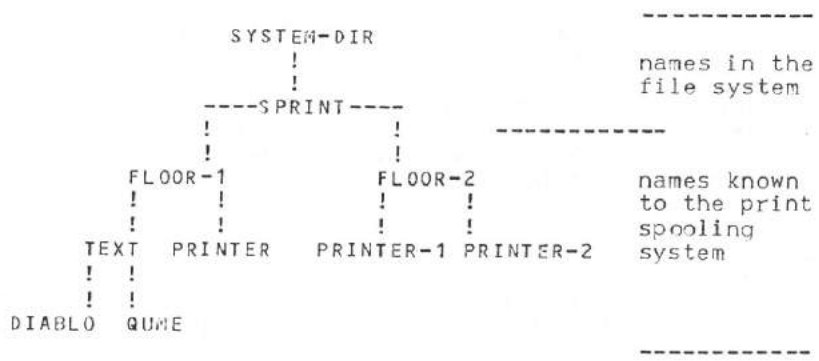 SYSTEM-DIR
names in the
file system
----SPRINT----
FLOOR-1 FLOOR-2
names known
to the print
spooling
system
TEXT PRINTER PRINTER-1 PRINTER-2
DIABLO QUME